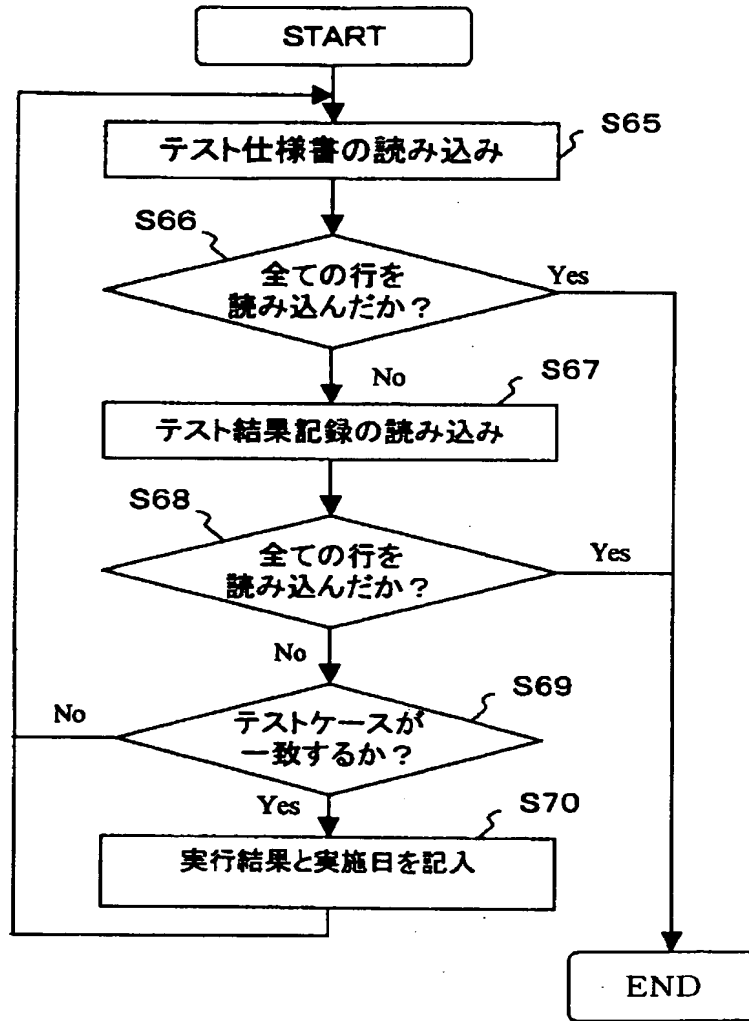 START
S65
テスト仕様書の読み込み
S66
全ての行を
読み込んだか？
Yes
No
S67
テスト結果記録の読み込み
S68
全ての行を
読み込んだか？
Yes
No
S69
No
テストケースが
一致するか？
Yes
S70
実行結果と実施日を記入
END